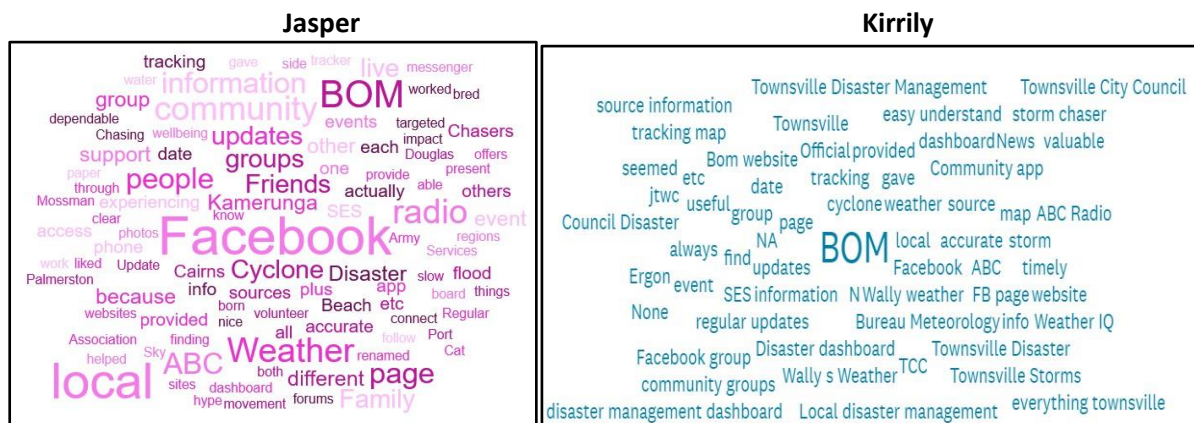 Jasper
Kirrily
tracking gave side tracker live messenger
water information BOM worked bred
group community
dependable updates events targeted Chasers
Chasing wellbeing other each impact
support date groups one Douglas offers
paper Friends provide able present
people actually others
through
Mossman experiencing Kamerunga SES radio event
clear know
access photos Facebook Army regions
phone Services
work liked Update Cairns Cyclone Disaster slow flood
Palmerston
info sources plus app board things
because born Beach etc Regular
websites nice volunteer connect
provided all accurate Port
Association finding Weather follow
helped Sky ABC renamed Cat
local sites both different page
dashboard
hype movement forums Family
Townsville Disaster Management Townsville City Council
source information easy understand storm chaser
tracking map Townsville
Official provided dashboard News valuable
seemed Bom website
etc date tracking gave Community app
jtwc useful cyclone weather source
Council Disaster group page map ABC Radio
always NA BOM local accurate storm
find updates Facebook ABC timely
Ergon event
SES information N Wally weather FB page website
None regular updates Bureau Meteorology info Weather IQ
Facebook group Disaster dashboard Townsville Disaster
community groups Wally s Weather TCC Townsville Storms
disaster management dashboard Local disaster management everything townsville